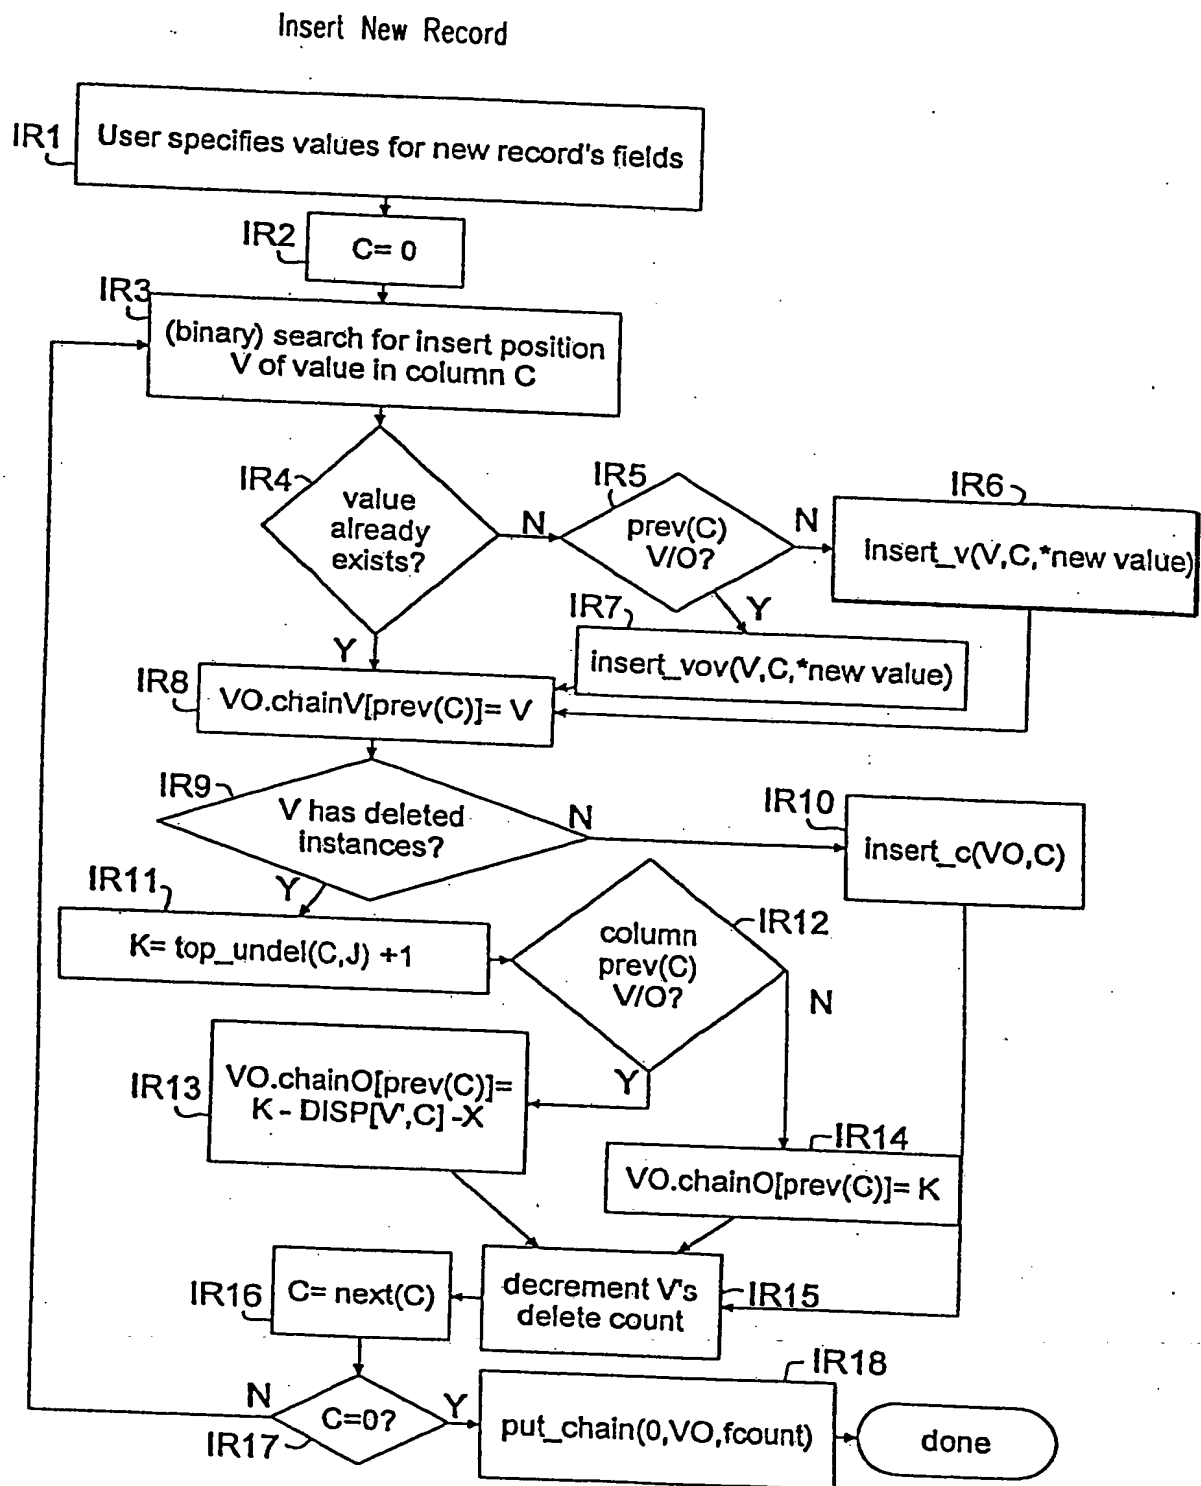 Insert New Record
IR1
User specifies values for new record's fields
IR2
C= 0
IR3
(binary) search for insert position
V of value in column C
IR4
value
already
exists?
N
Y
IR5
prev(C)
V/O?
N
Y
IR6
insert_v(V,C,*new value)
IR7
insert_vov(V,C,*new value)
IR8
VO.chainV[prev(C)]= V
IR9
V has deleted
instances?
N
Y
IR10
insert_c(VO,C)
IR11
K= top_undel(C,J) +1
IR12
column
prev(C)
V/O?
N
Y
IR13
VO.chainO[prev(C)]=
K - DISP[V',C] -X
IR14
VO.chainO[prev(C)]= K
IR15
decrement V's
delete count
IR16
C= next(C)
IR17
C=0?
N
Y
IR18
put_chain(0,VO,fcount)
done